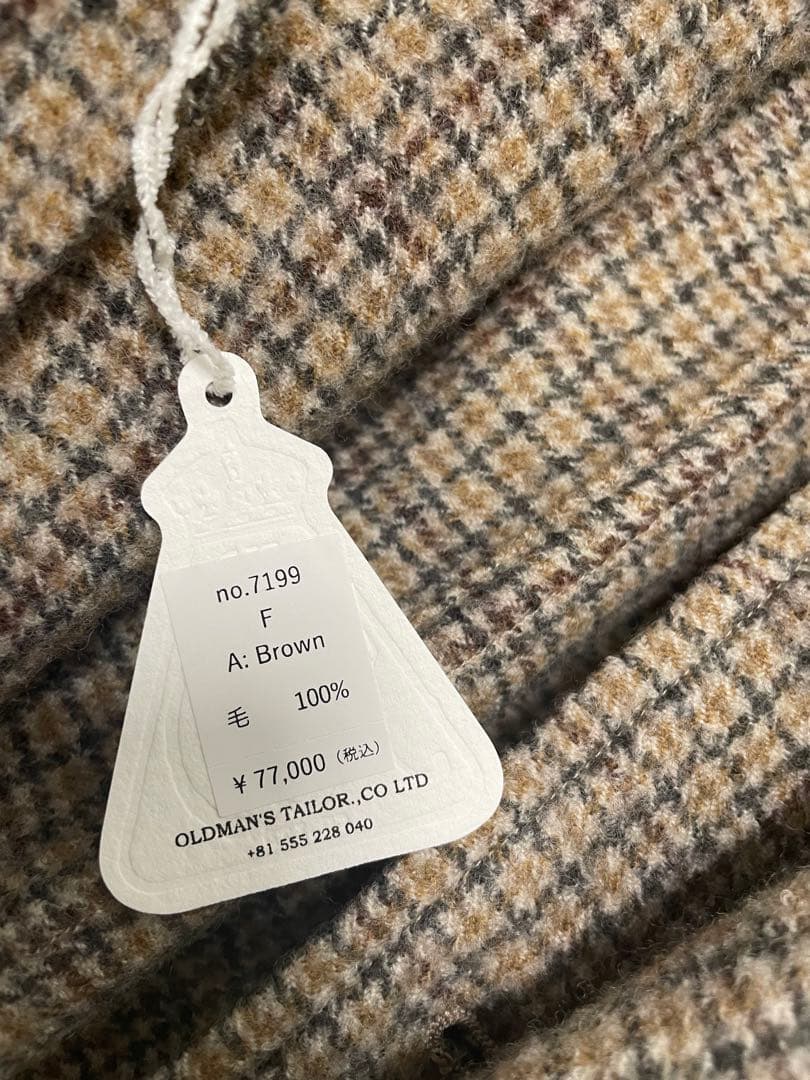 no.7199
F
A: Brown
毛 100%
¥ 77,000 (税込)
OLDMAN'S TAILOR.,CO LTD
+81 555 228 040